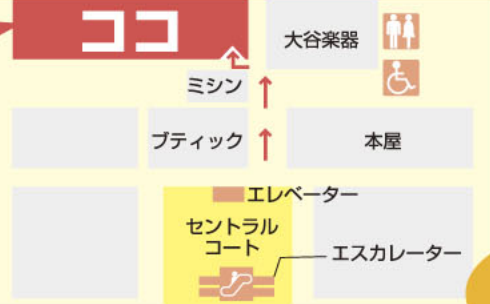 ココ
大谷楽器
ミシン
ブティック
本屋
エレベーター
セントラル
コート
エスカレーター